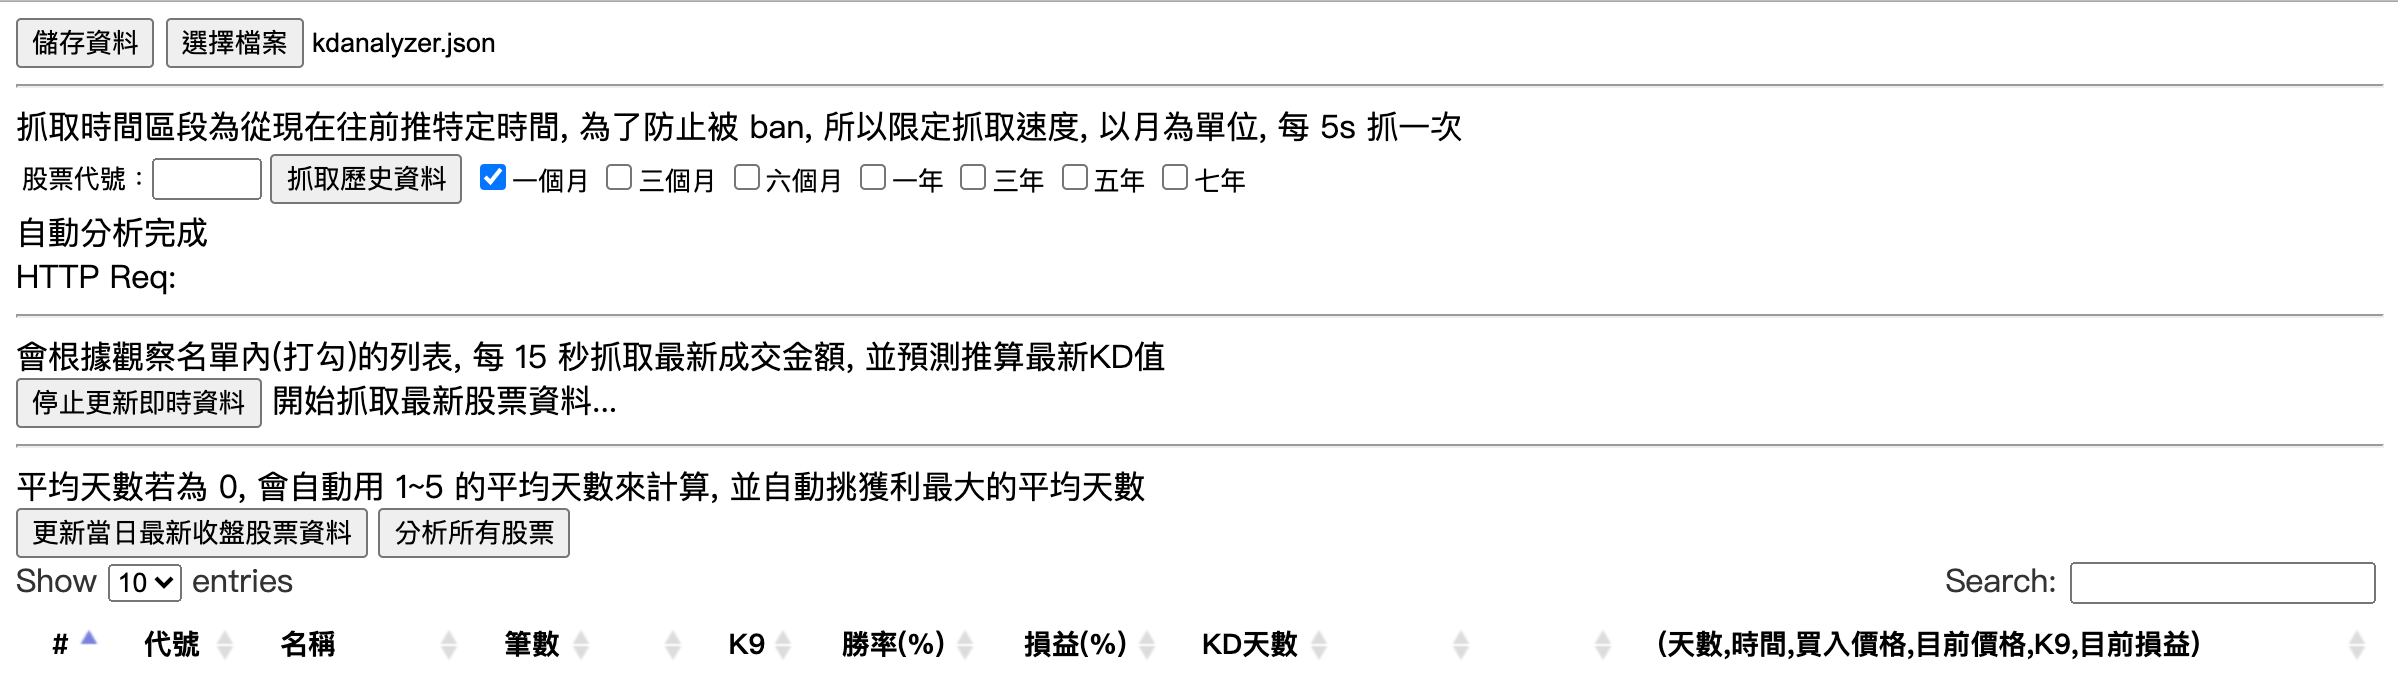 儲存資料 選擇檔案 kdanalyzer.json
抓取時間區段為從現在往前推特定時間, 為了防止被 ban, 所以限定抓取速度, 以月為單位, 每 5s 抓一次
股票代號： 抓取歷史資料 一個月 三個月 六個月 一年 三年 五年 七年
自動分析完成
HTTP Req:
會根據觀察名單內(打勾)的列表, 每 15 秒抓取最新成交金額, 並預測推算最新KD值
停止更新即時資料 開始抓取最新股票資料...
平均天數若為 0, 會自動用 1~5 的平均天數來計算, 並自動挑獲利最大的平均天數
更新當日最新收盤股票資料 分析所有股票
Show 10 entries Search:
# 代號 名稱 筆數 K9 勝率(%) 損益(%) KD天數 (天數,時間,買入價格,目前價格,K9,目前損益)